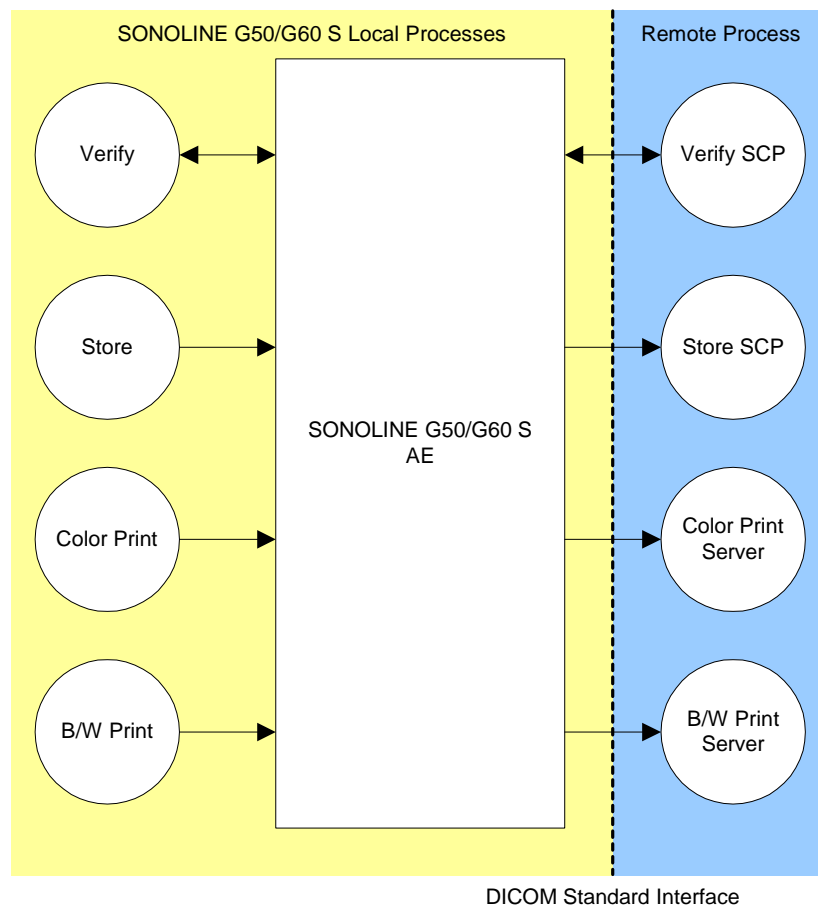 SONOLINE G50/G60 S Local Processes
Remote Process
Verify
Verify SCP
Store
Store SCP
SONOLINE G50/G60 S
AE
Color Print
Color Print
Server
B/W Print
B/W Print
Server
DICOM Standard Interface